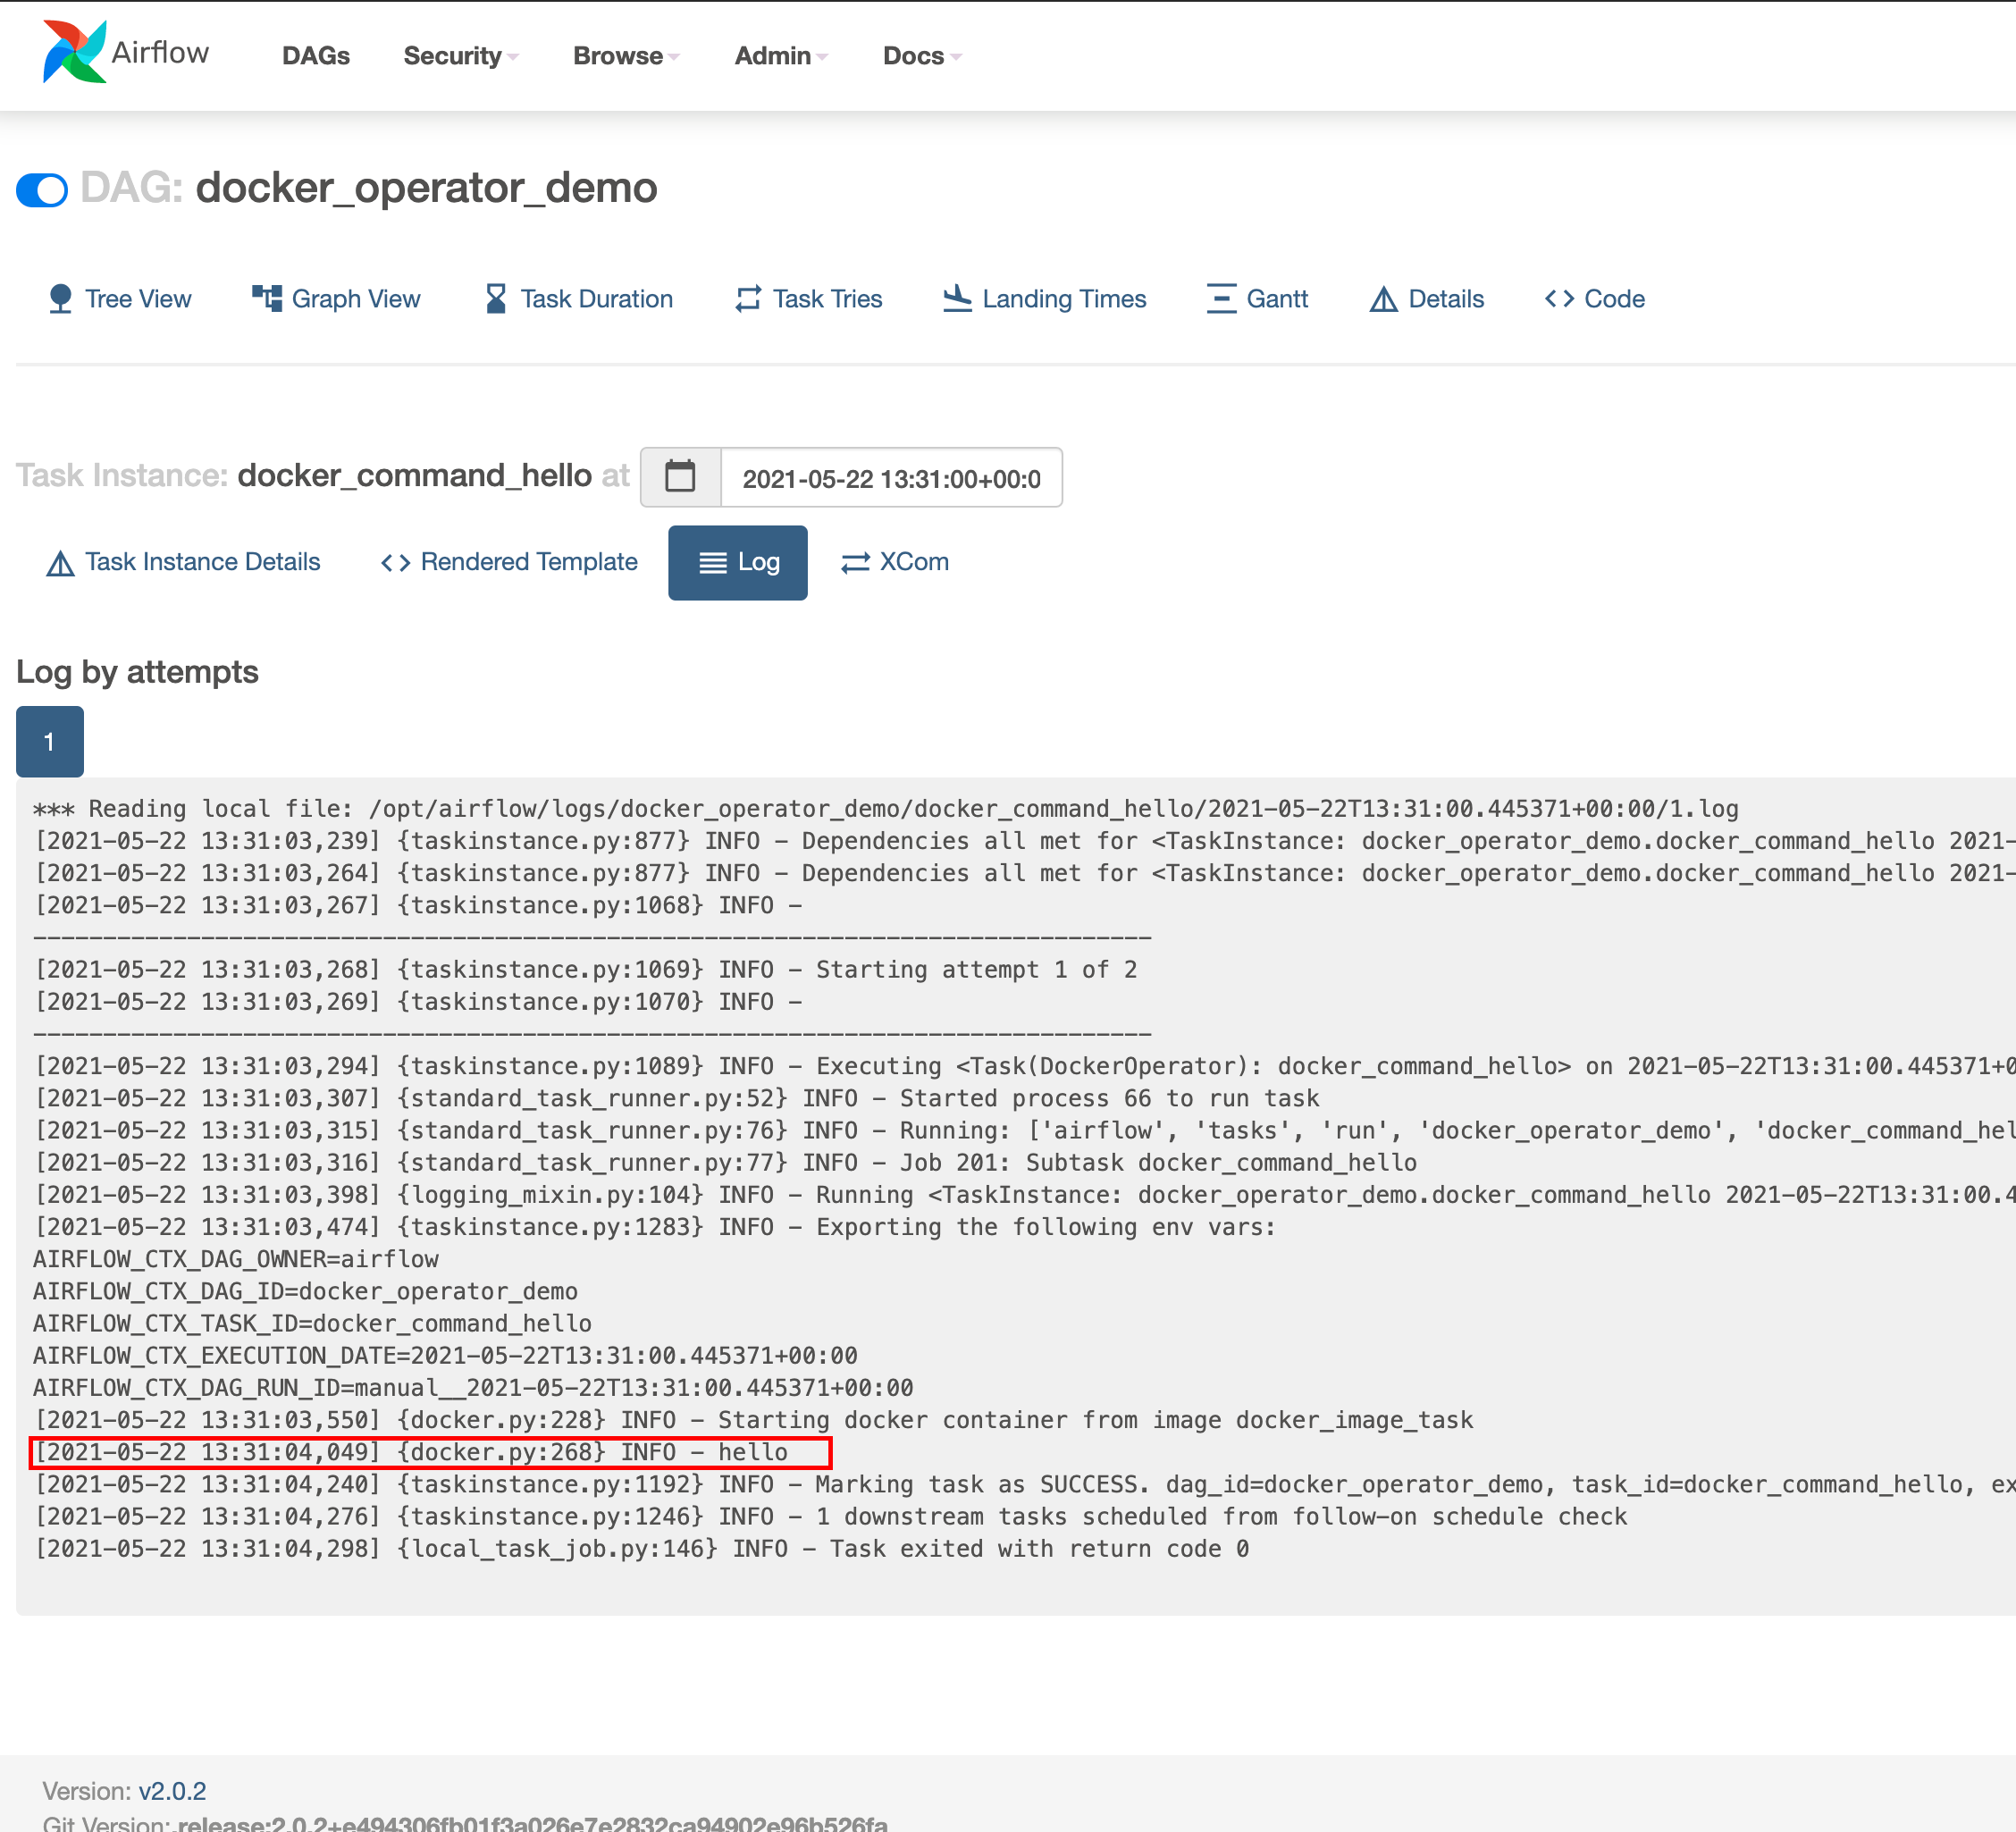 Airflow DAGs Security Browse Admin Docs
DAG: docker_operator_demo
Tree View Graph View Task Duration Task Tries Landing Times Gantt Details Code
Task Instance: docker_command_hello at 2021-05-22 13:31:00+00:0
Task Instance Details Rendered Template Log XCom
Log by attempts
1
*** Reading local file: /opt/airflow/logs/docker_operator_demo/docker_command_hello/2021-05-22T13:31:00.445371+00:00/1.log
[2021-05-22 13:31:03,239] {taskinstance.py:877} INFO - Dependencies all met for <TaskInstance: docker_operator_demo.docker_command_hello 2021-
[2021-05-22 13:31:03,264] {taskinstance.py:877} INFO - Dependencies all met for <TaskInstance: docker_operator_demo.docker_command_hello 2021-
[2021-05-22 13:31:03,267] {taskinstance.py:1068} INFO -
--------------------------------------------------------------------------------
[2021-05-22 13:31:03,268] {taskinstance.py:1069} INFO - Starting attempt 1 of 2
[2021-05-22 13:31:03,269] {taskinstance.py:1070} INFO -
--------------------------------------------------------------------------------
[2021-05-22 13:31:03,294] {taskinstance.py:1089} INFO - Executing <Task(DockerOperator): docker_command_hello> on 2021-05-22T13:31:00.445371+0
[2021-05-22 13:31:03,307] {standard_task_runner.py:52} INFO - Started process 66 to run task
[2021-05-22 13:31:03,315] {standard_task_runner.py:76} INFO - Running: ['airflow', 'tasks', 'run', 'docker_operator_demo', 'docker_command_hel
[2021-05-22 13:31:03,316] {standard_task_runner.py:77} INFO - Job 201: Subtask docker_command_hello
[2021-05-22 13:31:03,398] {logging_mixin.py:104} INFO - Running <TaskInstance: docker_operator_demo.docker_command_hello 2021-05-22T13:31:00.4
[2021-05-22 13:31:03,474] {taskinstance.py:1283} INFO - Exporting the following env vars:
AIRFLOW_CTX_DAG_OWNER=airflow
AIRFLOW_CTX_DAG_ID=docker_operator_demo
AIRFLOW_CTX_TASK_ID=docker_command_hello
AIRFLOW_CTX_EXECUTION_DATE=2021-05-22T13:31:00.445371+00:00
AIRFLOW_CTX_DAG_RUN_ID=manual__2021-05-22T13:31:00.445371+00:00
[2021-05-22 13:31:03,550] {docker.py:228} INFO - Starting docker container from image docker_image_task
[2021-05-22 13:31:04,049] {docker.py:268} INFO - hello
[2021-05-22 13:31:04,240] {taskinstance.py:1192} INFO - Marking task as SUCCESS. dag_id=docker_operator_demo, task_id=docker_command_hello, ex
[2021-05-22 13:31:04,276] {taskinstance.py:1246} INFO - 1 downstream tasks scheduled from follow-on schedule check
[2021-05-22 13:31:04,298] {local_task_job.py:146} INFO - Task exited with return code 0
Version: v2.0.2
Git Version: .release:2.0.2+e494306fb01f3a026e7e2832ca94902e96b526fa